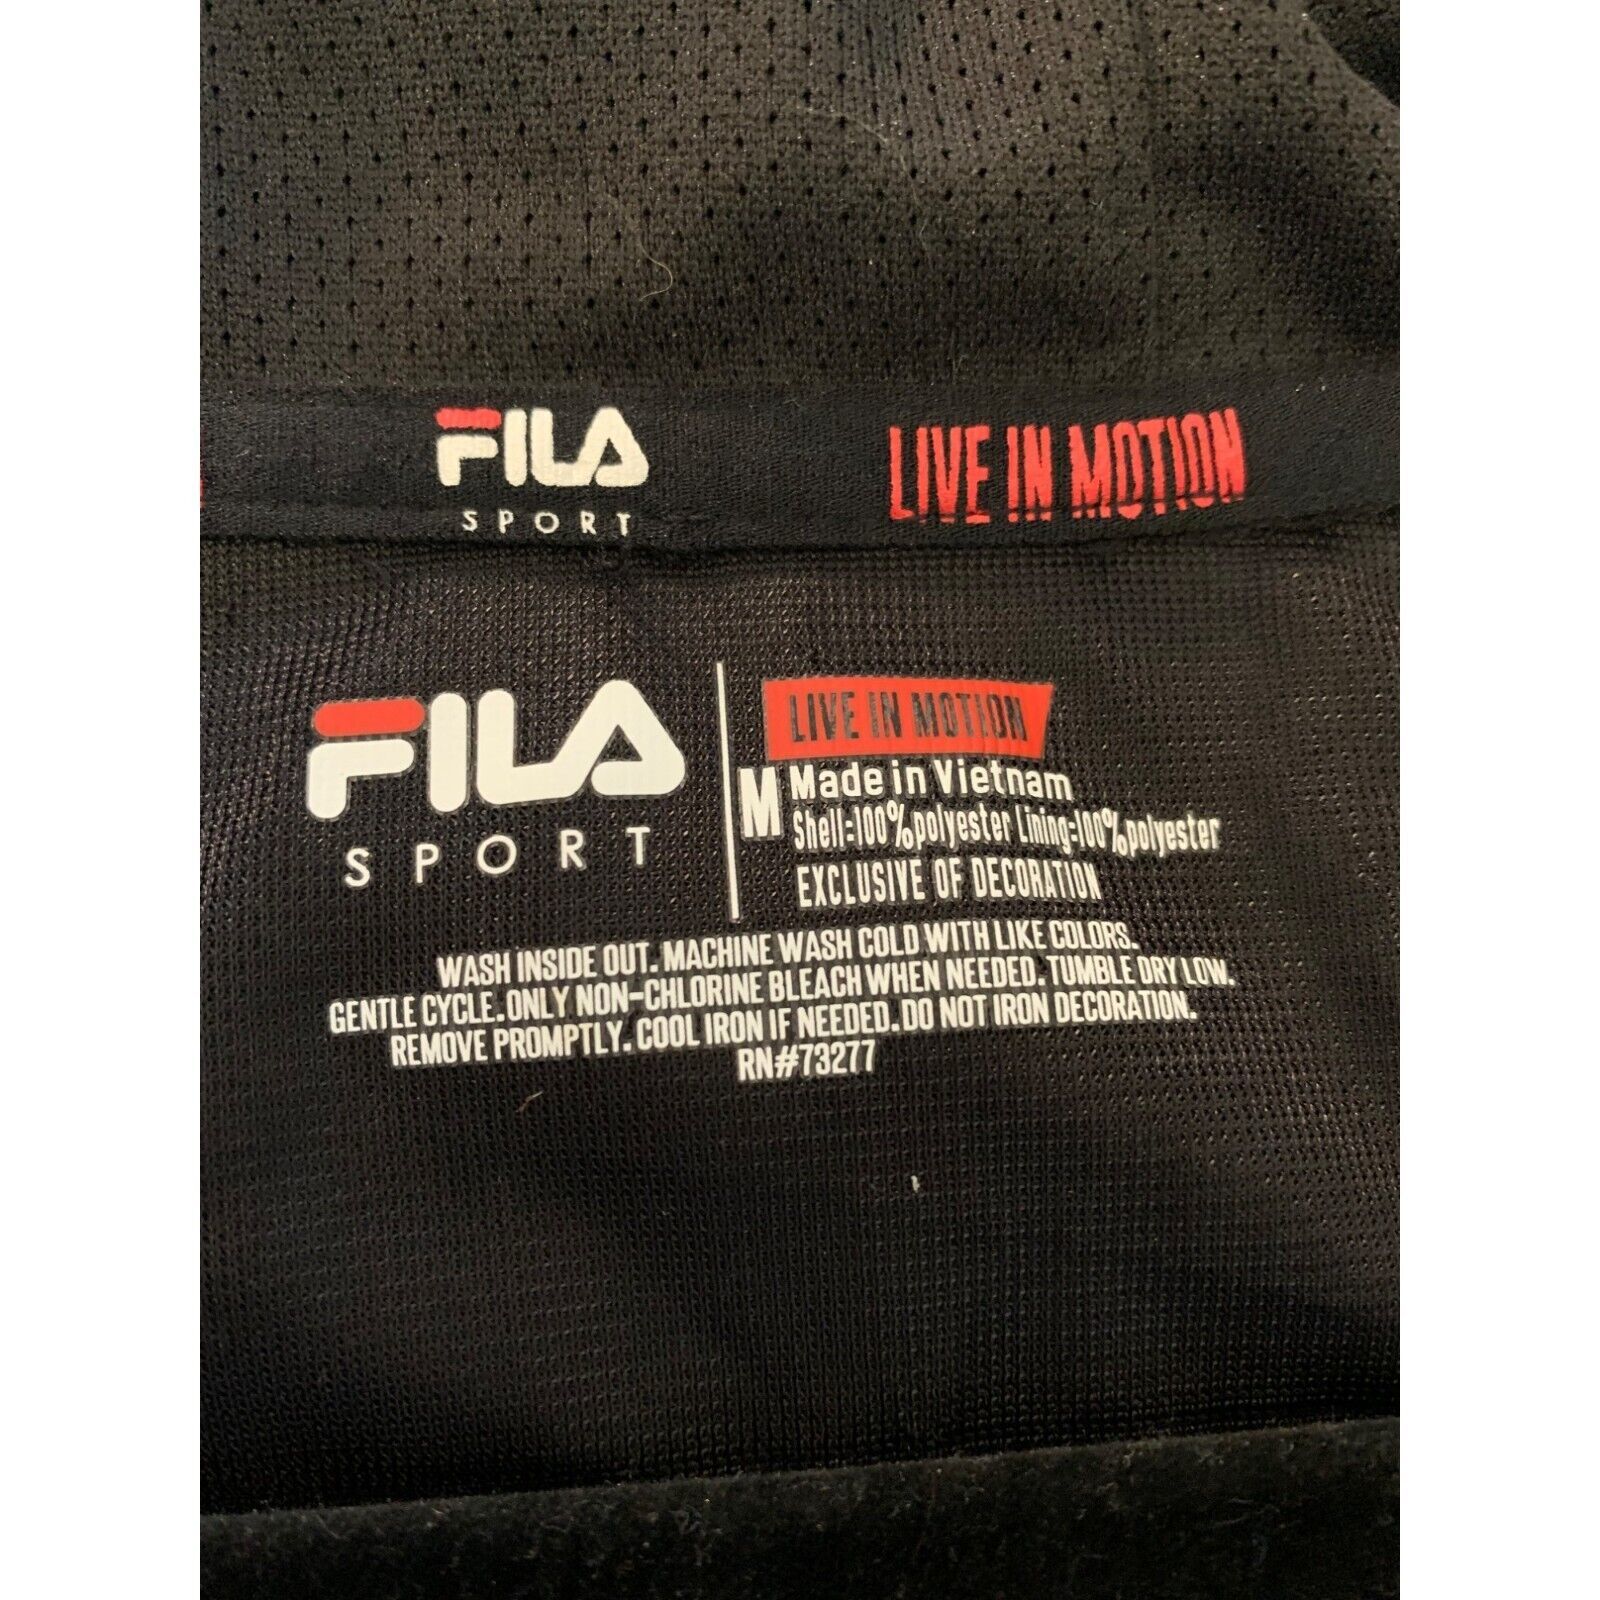 FILA
SPORT
LIVE IN MOTION
FILA
SPORT
LIVE IN MOTION
M
Made in Vietnam
Shell:100%polyester Lining:100%polyester
EXCLUSIVE OF DECORATION
WASH INSIDE OUT. MACHINE WASH COLD WITH LIKE COLORS.
GENTLE CYCLE. ONLY NON-CHLORINE BLEACH WHEN NEEDED. TUMBLE DRY LOW.
REMOVE PROMPTLY. COOL IRON IF NEEDED. DO NOT IRON DECORATION.
RN#73277